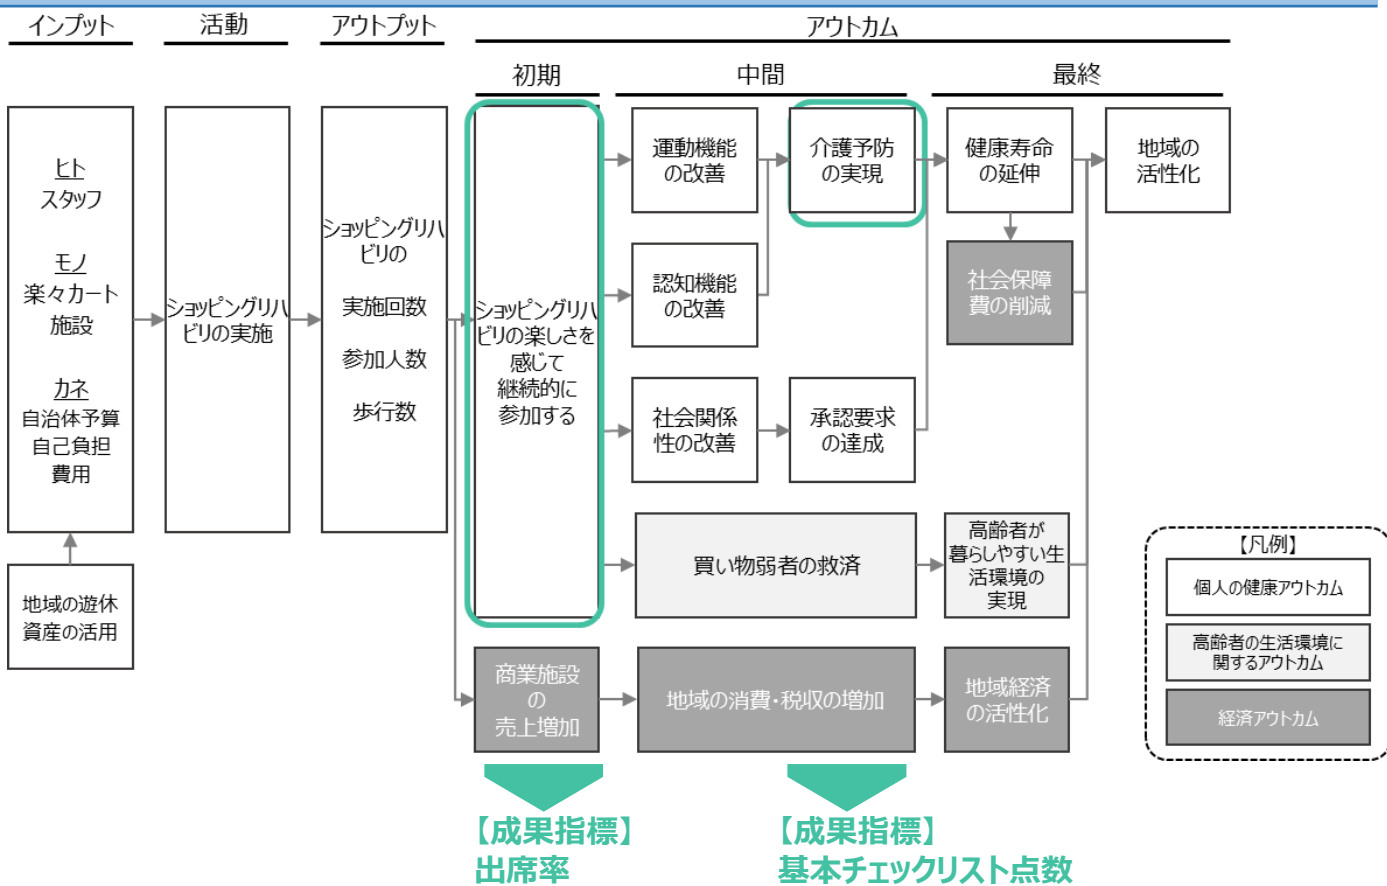 インプット
活動
アウトプット
アウトカム
初期
中間
最終
ヒト
スタッフ
モノ
楽々カート
施設
カネ
自治体予算
自己負担
費用
地域の遊休
資産の活用
ショッピングリハ
ビリの実施
ショッピングリハ
ビリの
実施回数
参加人数
歩行数
ショッピングリハ
ビリの楽しさを
感じて
継続的に
参加する
運動機能
の改善
介護予防
の実現
健康寿命
の延伸
地域の
活性化
認知機能
の改善
社会保障
費の削減
社会関係
性の改善
承認要求
の達成
買い物弱者の救済
高齢者が
暮らしやすい生
活環境の
実現
商業施設
の
売上増加
地域の消費・税収の増加
地域経済
の活性化
【凡例】
個人の健康アウトカム
高齢者の生活環境に
関するアウトカム
経済アウトカム
【成果指標】
出席率
【成果指標】
基本チェックリスト点数